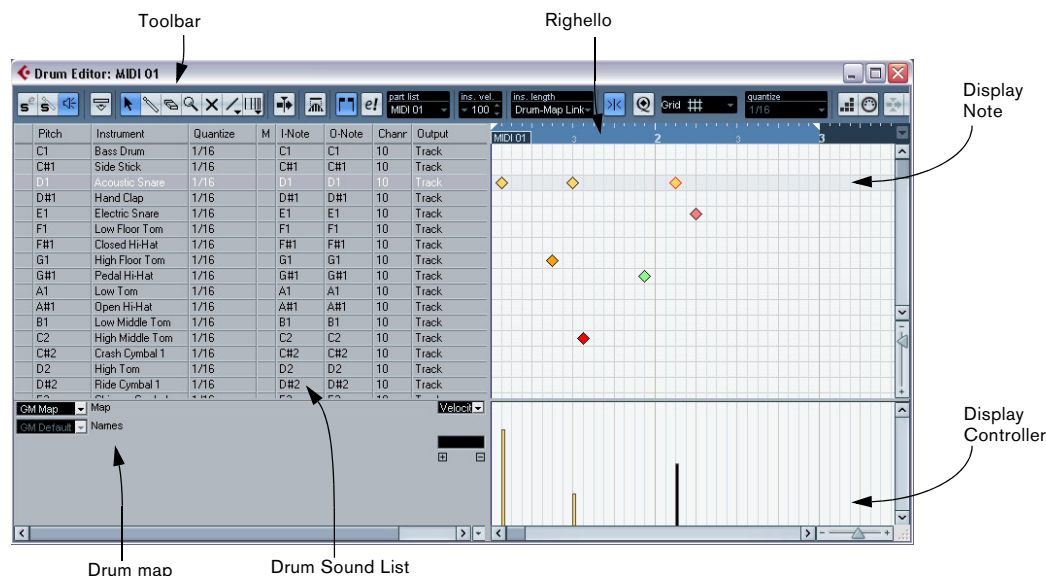 Toolbar
Righello
Drum Editor: MIDI 01
Display
Note
part list
MIDI 01
ins. vel.
100
ins. length
Drum-Map Link
Grid
quantize
1/16
Pitch Instrument Quantize M I-Note O-Note Chanr Output
MIDI 01 3 2 3 3
C1 Bass Drum 1/16 C1 C1 10 Track
C#1 Side Stick 1/16 C#1 C#1 10 Track
D1 Acoustic Snare 1/16 D1 D1 10 Track
D#1 Hand Clap 1/16 D#1 D#1 10 Track
E1 Electric Snare 1/16 E1 E1 10 Track
F1 Low Floor Tom 1/16 F1 F1 10 Track
F#1 Closed Hi-Hat 1/16 F#1 F#1 10 Track
G1 High Floor Tom 1/16 G1 G1 10 Track
G#1 Pedal Hi-Hat 1/16 G#1 G#1 10 Track
A1 Low Tom 1/16 A1 A1 10 Track
A#1 Open Hi-Hat 1/16 A#1 A#1 10 Track
B1 Low Middle Tom 1/16 B1 B1 10 Track
C2 High Middle Tom 1/16 C2 C2 10 Track
C#2 Crash Cymbal 1 1/16 C#2 C#2 10 Track
D2 High Tom 1/16 D2 D2 10 Track
D#2 Ride Cymbal 1 1/16 D#2 D#2 10 Track
GM Map Map Velocit
GM Default Names
Display
Controller
Drum map
Drum Sound List